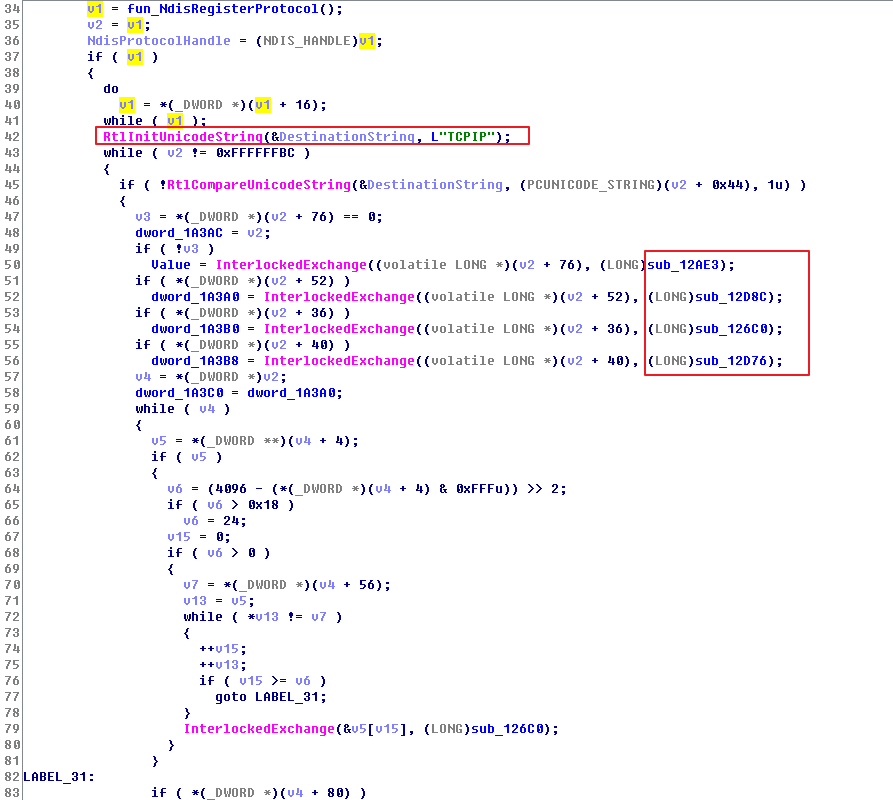 34 v1 = fun_NdisRegisterProtocol();
35 v2 = v1;
36 NdisProtocolHandle = (NDIS_HANDLE)v1;
37 if ( v1 )
38 {
39 do
40 v1 = *(_DWORD *)(v1 + 16);
41 while ( v1 );
42 RtlInitUnicodeString(&DestinationString, L"TCPIP");
43 while ( v2 != 0xFFFFFFBC )
44 {
45 if ( !RtlCompareUnicodeString(&DestinationString, (PCUNICODE_STRING)(v2 + 0x44), 1u) )
46 {
47 v3 = *(_DWORD *)(v2 + 76) == 0;
48 dword_1A3AC = v2;
49 if ( !v3 )
50 Value = InterlockedExchange((volatile LONG *)(v2 + 76), (LONG)sub_12AE3);
51 if ( *(_DWORD *)(v2 + 52) )
52 dword_1A3A0 = InterlockedExchange((volatile LONG *)(v2 + 52), (LONG)sub_12D8C);
53 if ( *(_DWORD *)(v2 + 36) )
54 dword_1A3B0 = InterlockedExchange((volatile LONG *)(v2 + 36), (LONG)sub_126C0);
55 if ( *(_DWORD *)(v2 + 40) )
56 dword_1A3B8 = InterlockedExchange((volatile LONG *)(v2 + 40), (LONG)sub_12D76);
57 v4 = *(_DWORD *)v2;
58 dword_1A3C0 = dword_1A3A0;
59 while ( v4 )
60 {
61 v5 = *(_DWORD **)(v4 + 4);
62 if ( v5 )
63 {
64 v6 = (4096 - (*(_DWORD *)(v4 + 4) & 0xFFFu)) >> 2;
65 if ( v6 > 0x18 )
66 v6 = 24;
67 v15 = 0;
68 if ( v6 > 0 )
69 {
70 v7 = *(_DWORD *)(v4 + 56);
71 v13 = v5;
72 while ( *v13 != v7 )
73 {
74 ++v15;
75 ++v13;
76 if ( v15 >= v6 )
77 goto LABEL_31;
78 }
79 InterlockedExchange(&v5[v15], (LONG)sub_126C0);
80 }
81 }
82 LABEL_31:
83 if ( *(_DWORD *)(v4 + 80) )